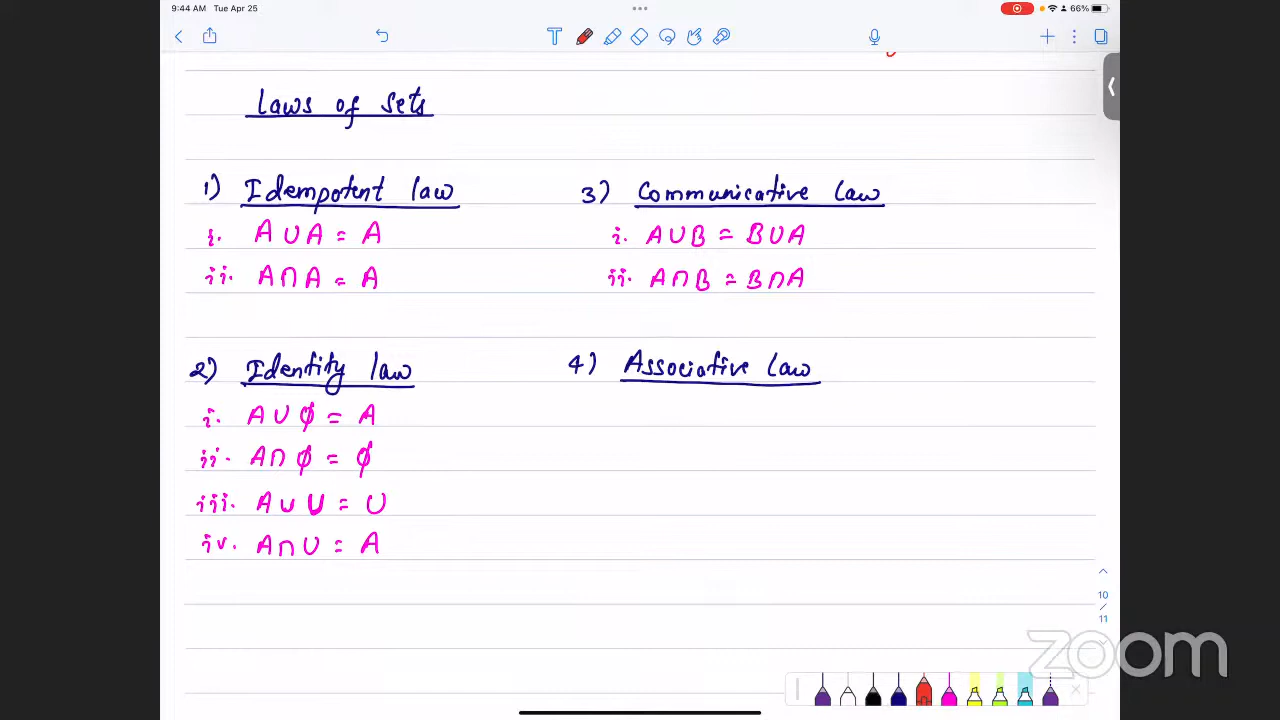 9:44 AM Tue Apr 25
66%
Laws of Sets
1) Idempotent law
i. A ∪ A = A
ii. A ∩ A = A
2) Identity law
i. A ∪ ϕ = A
ii. A ∩ ϕ = ϕ
iii. A ∪ U = U
iv. A ∩ U = A
3) Communicative Law
i. A ∪ B = B ∪ A
ii. A ∩ B = B ∩ A
4) Associative Law
10
/
11
zoom